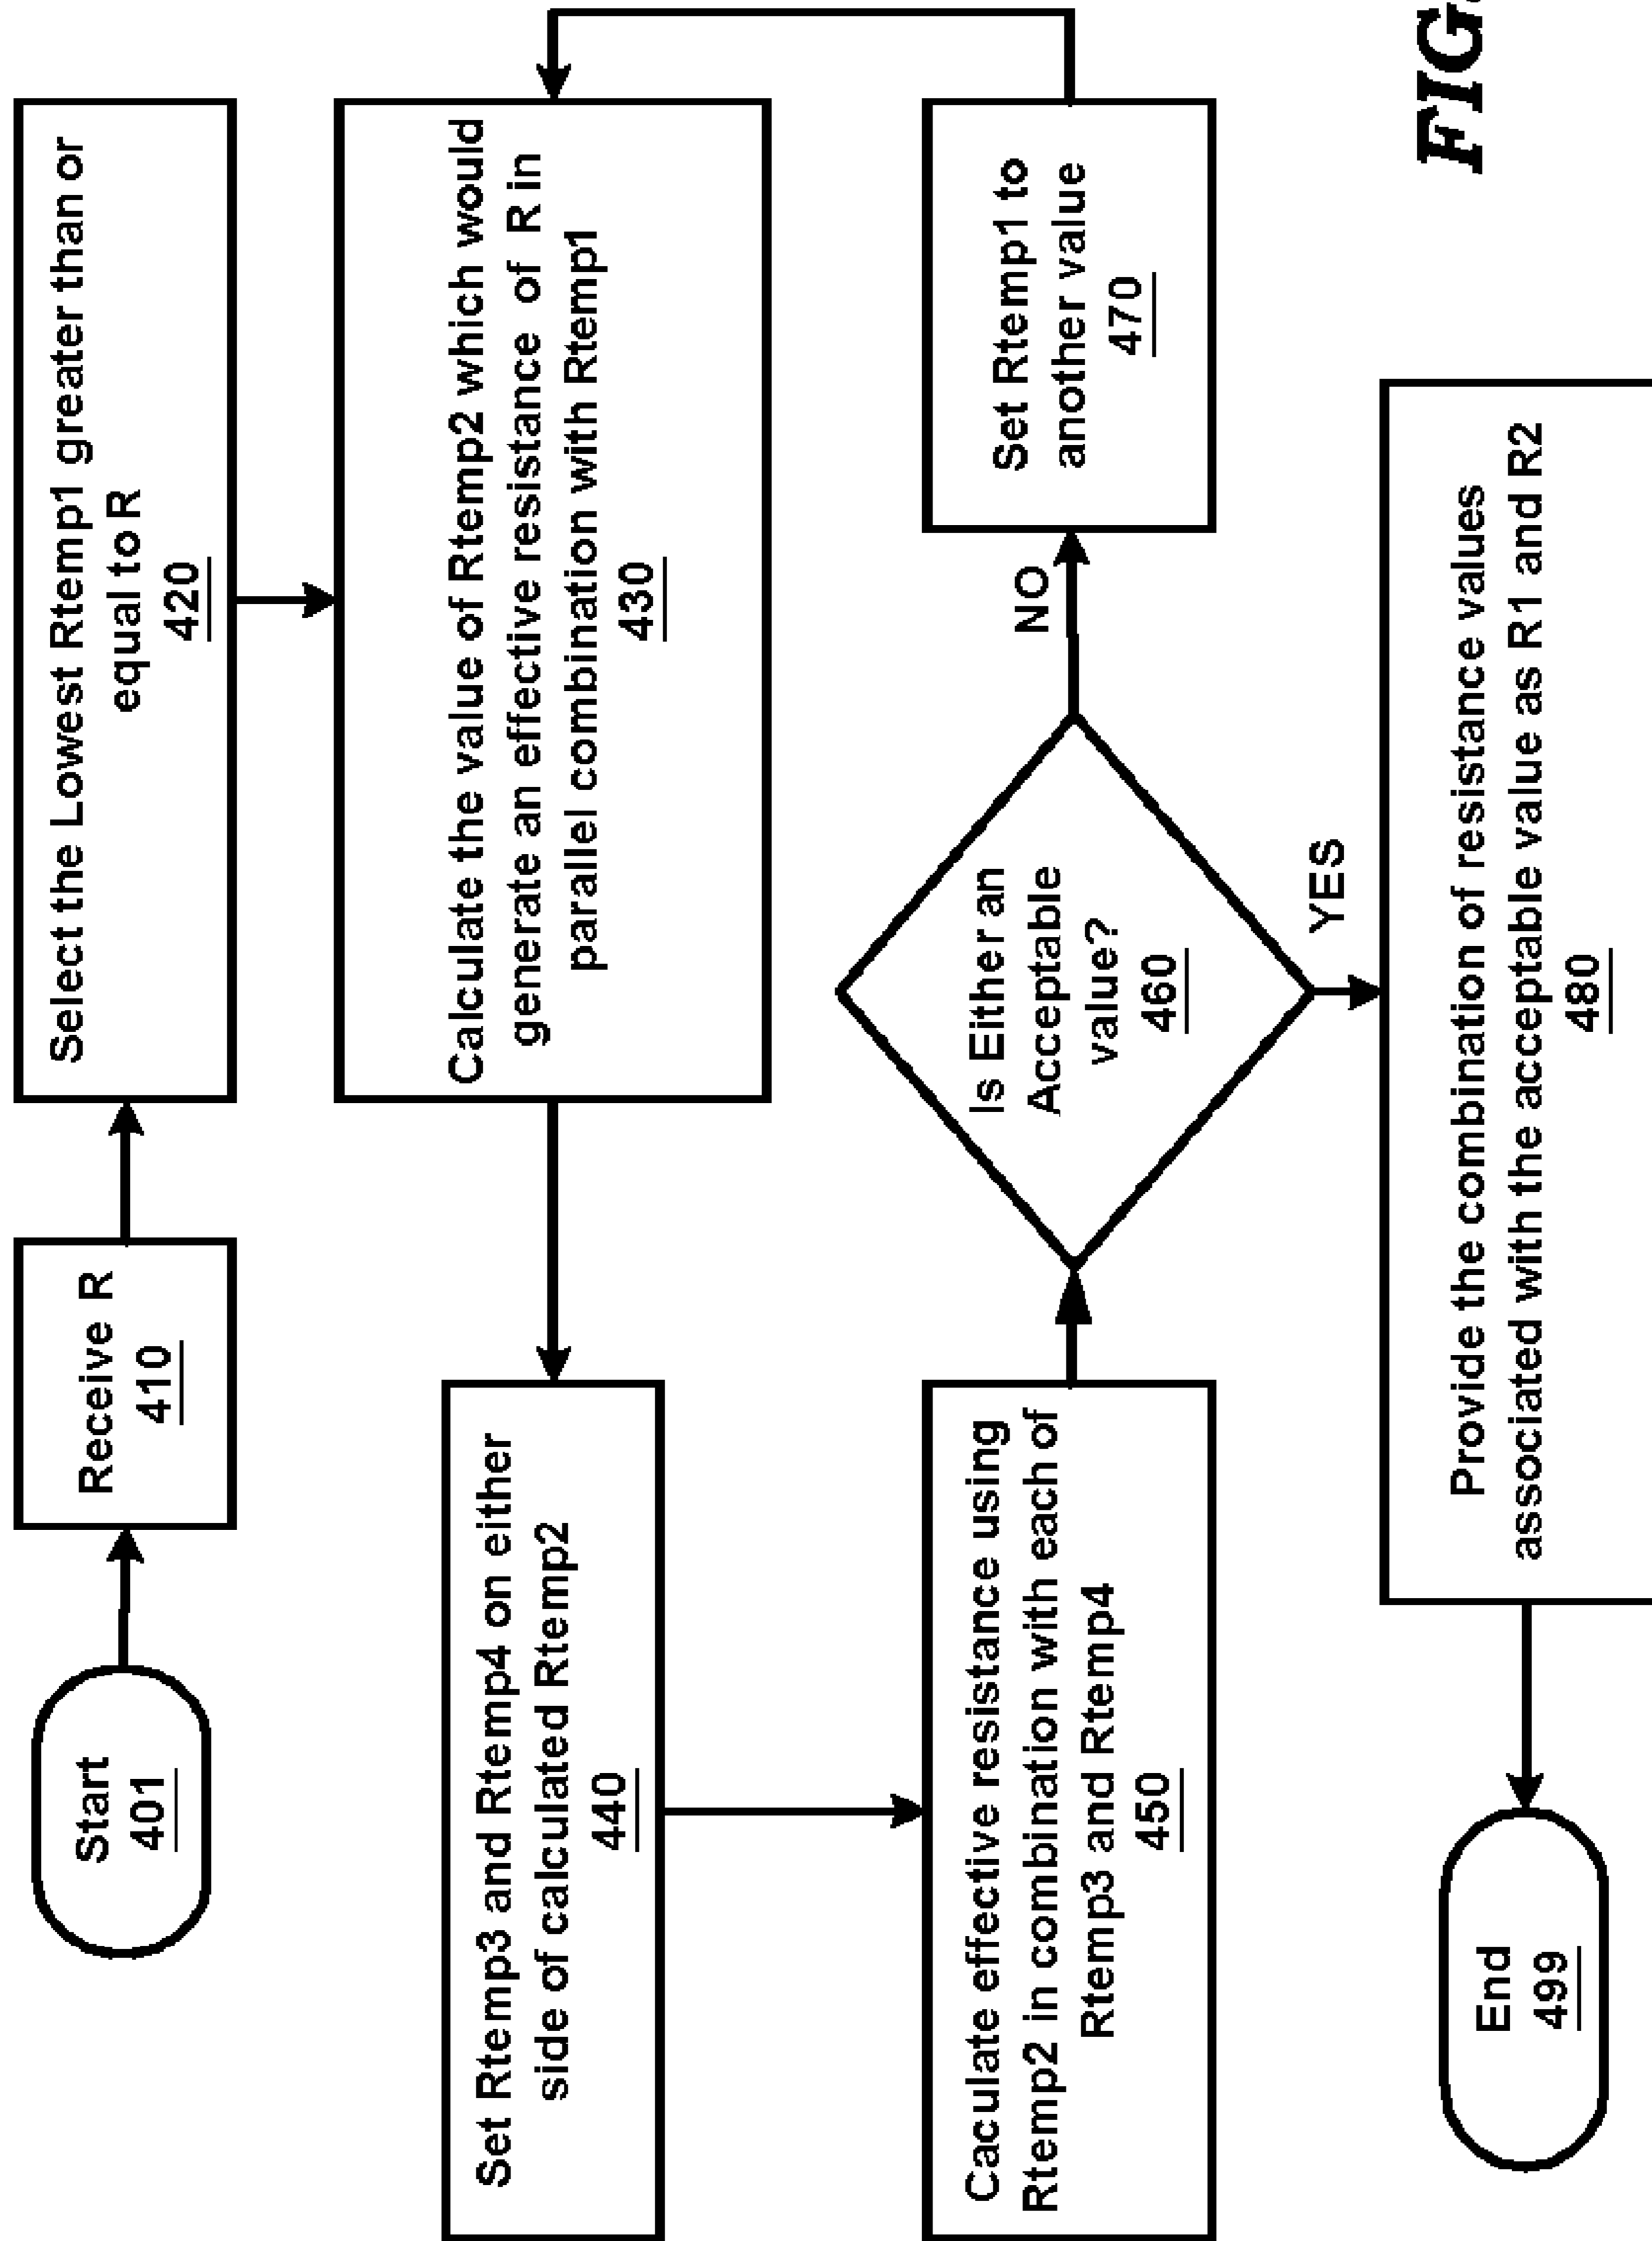 Start
401
Receive R
410
Select the Lowest Rtemp1 greater than or
equal to R
420
Calculate the value of Rtemp2 which would
generate an effective resistance of R in
parallel combination with Rtemp1
430
Set Rtemp3 and Rtemp4 on either
side of calculated Rtemp2
440
Caculate effective resistance using
Rtemp2 in combination with each of
Rtemp3 and Rtemp4
450
Is Either an
Acceptable
value?
460
NO
Set Rtemp1 to
another value
470
YES
Provide the combination of resistance values
associated with the acceptable value as R1 and R2
480
End
499
FIG.